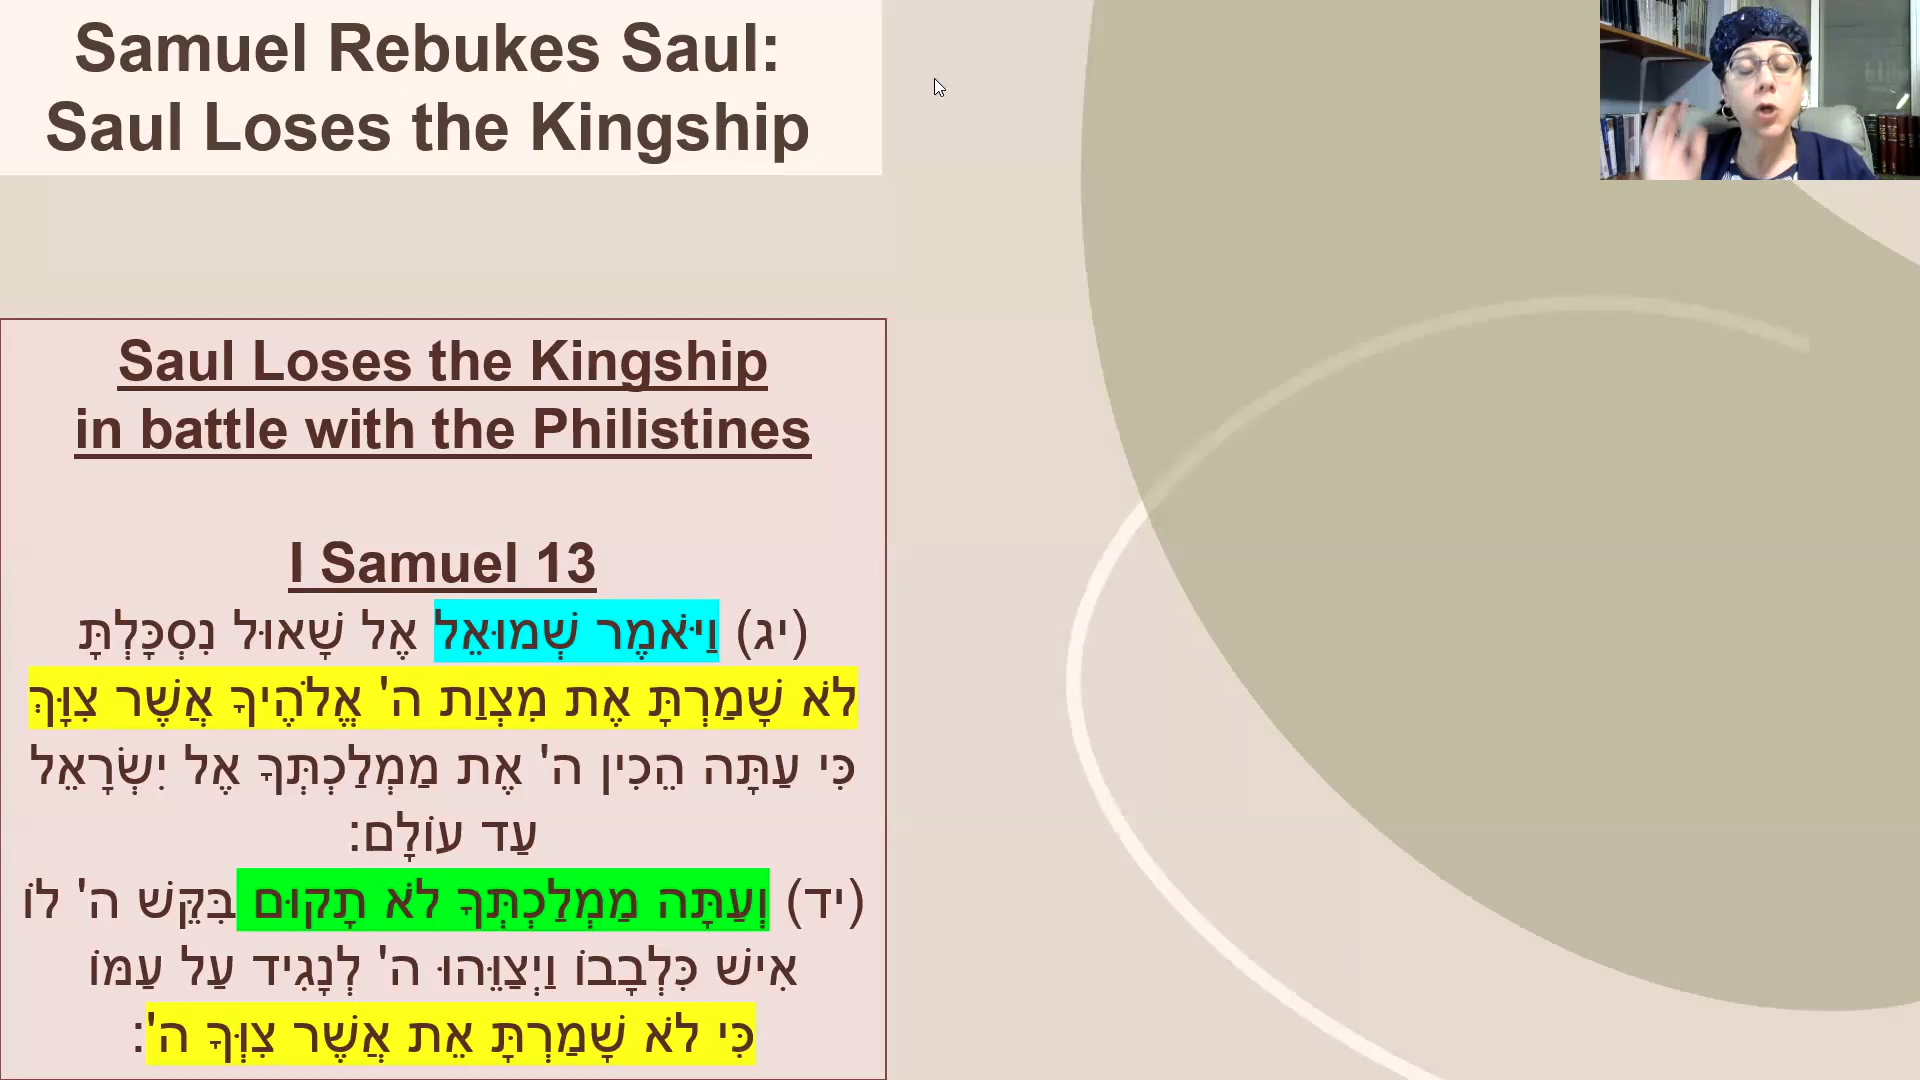 Samuel Rebukes Saul:
Saul Loses the Kingship
Saul Loses the Kingship
in battle with the Philistines
I Samuel 13
(יג) וַיֹּאמֶר שְׁמוּאֵל אֶל שָׁאוּל נִסְכָּלְתָּ
לֹא שָׁמַרְתָּ אֶת מִצְוַת ה' אֱלֹהֶיךָ אֲשֶׁר צִוָּךְ
כִּי עַתָּה הֵכִין ה' אֶת מַמְלַכְתְּךָ אֶל יִשְׂרָאֵל
עַד עוֹלָם:
(יד) וְעַתָּה מַמְלַכְתְּךָ לֹא תָקוּם בִּקֵּשׁ ה' לוֹ
אִישׁ כִּלְבָבוֹ וַיְצַוֵּהוּ ה' לְנָגִיד עַל עַמּוֹ
כִּי לֹא שָׁמַרְתָּ אֵת אֲשֶׁר צִוְּךָ ה':